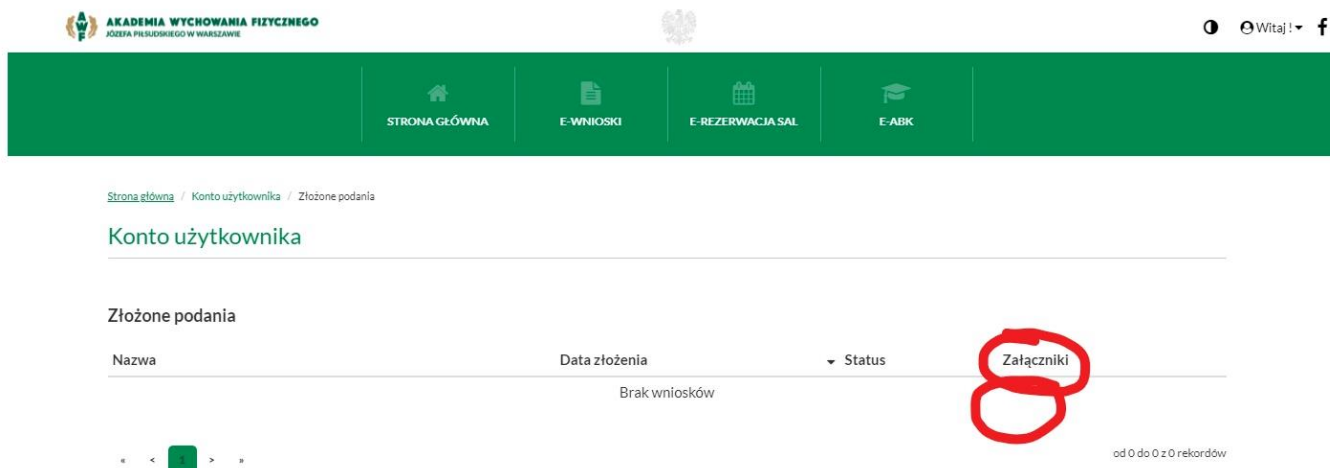 AKADEMIA WYCHOWANIA FIZYCZNEGO
JÓZEFA PIŁSUDSKIEGO W WARSZAWIE
Witaj !
STRONA GŁÓWNA
E-WNIOSKI
E-REZERWACJA SAL
E-ABK
Strona główna / Konto użytkownika / Złożone podania
Konto użytkownika
Złożone podania
Nazwa Data złożenia Status Załączniki
Brak wniosków
« < 1 > »
od 0 do 0 z 0 rekordów